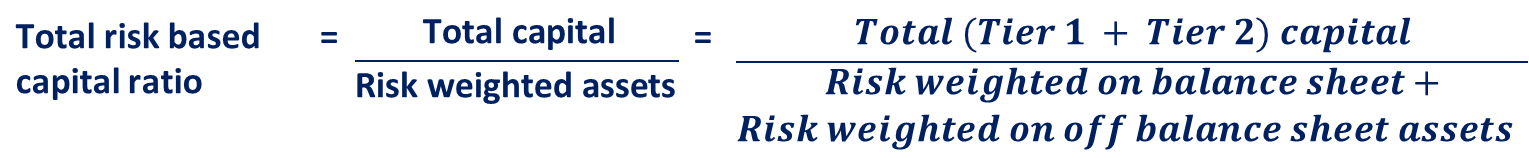 Total risk based
capital ratio
=
Total capital
Risk weighted assets
=
Total (Tier 1 + Tier 2) capital
Risk weighted on balance sheet +
Risk weighted on off balance sheet assets